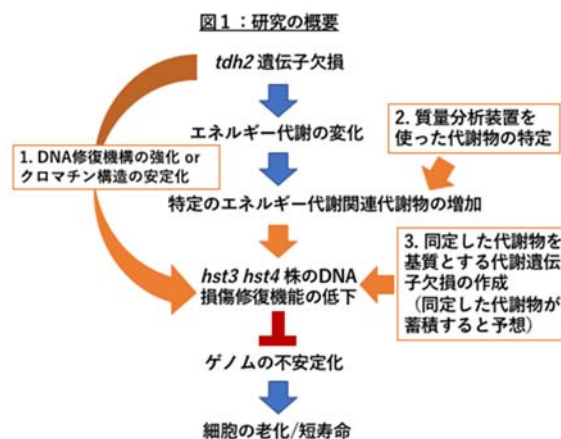 図1：研究の概要
tdh2 遺伝子欠損
エネルギー代謝の変化
2. 質量分析装置を
使った代謝物の特定
1. DNA修復機構の強化 or
クロマチン構造の安定化
特定のエネルギー代謝関連代謝物の増加
3. 同定した代謝物を
基質とする代謝遺伝
子欠損の作成
（同定した代謝物が
蓄積すると予想）
hst3 hst4 株のDNA
損傷修復機能の低下
ゲノムの不安定化
細胞の老化/短寿命